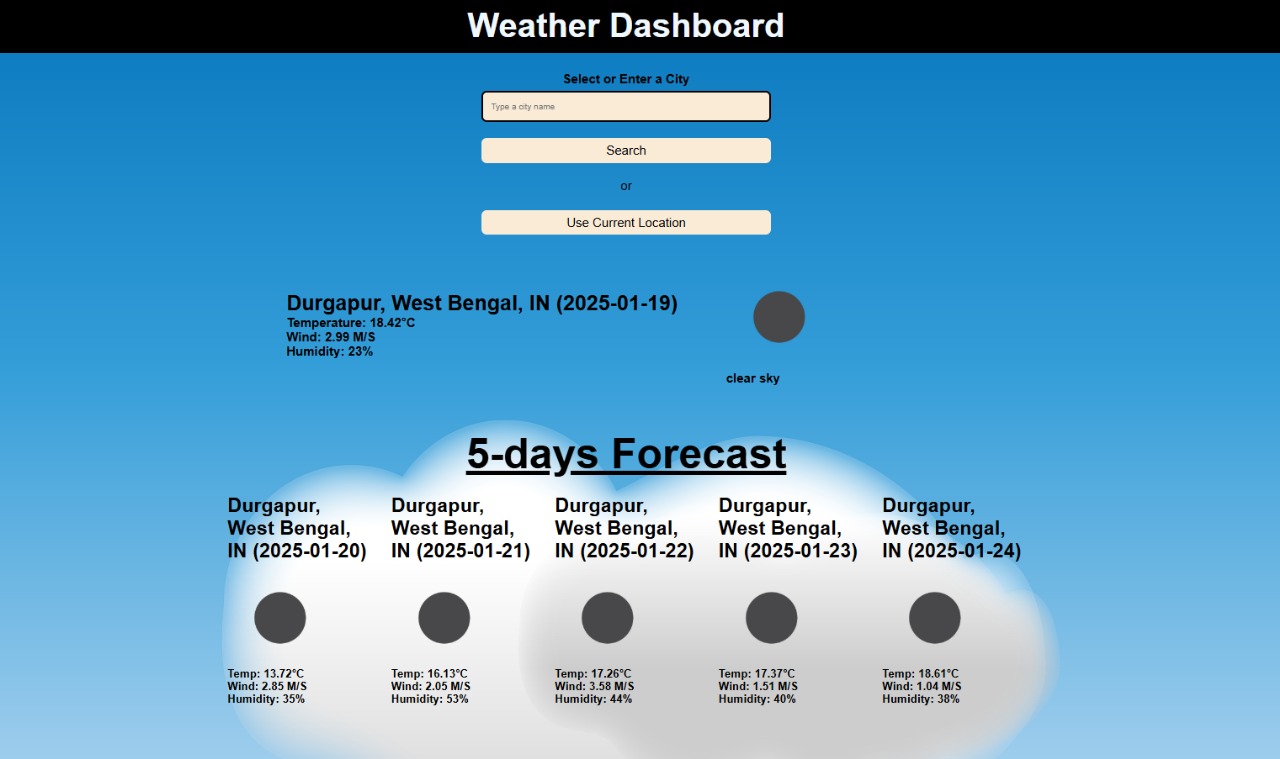 Weather Dashboard
Select or Enter a City
Type a city name
Search
or
Use Current Location
Durgapur, West Bengal, IN (2025-01-19)
Temperature: 18.42°C
Wind: 2.99 M/S
Humidity: 23%
clear sky
5-days Forecast
Durgapur,
West Bengal,
IN (2025-01-20)
Temp: 13.72°C
Wind: 2.85 M/S
Humidity: 35%
Durgapur,
West Bengal,
IN (2025-01-21)
Temp: 16.13°C
Wind: 2.05 M/S
Humidity: 53%
Durgapur,
West Bengal,
IN (2025-01-22)
Temp: 17.26°C
Wind: 3.58 M/S
Humidity: 44%
Durgapur,
West Bengal,
IN (2025-01-23)
Temp: 17.37°C
Wind: 1.51 M/S
Humidity: 40%
Durgapur,
West Bengal,
IN (2025-01-24)
Temp: 18.61°C
Wind: 1.04 M/S
Humidity: 38%